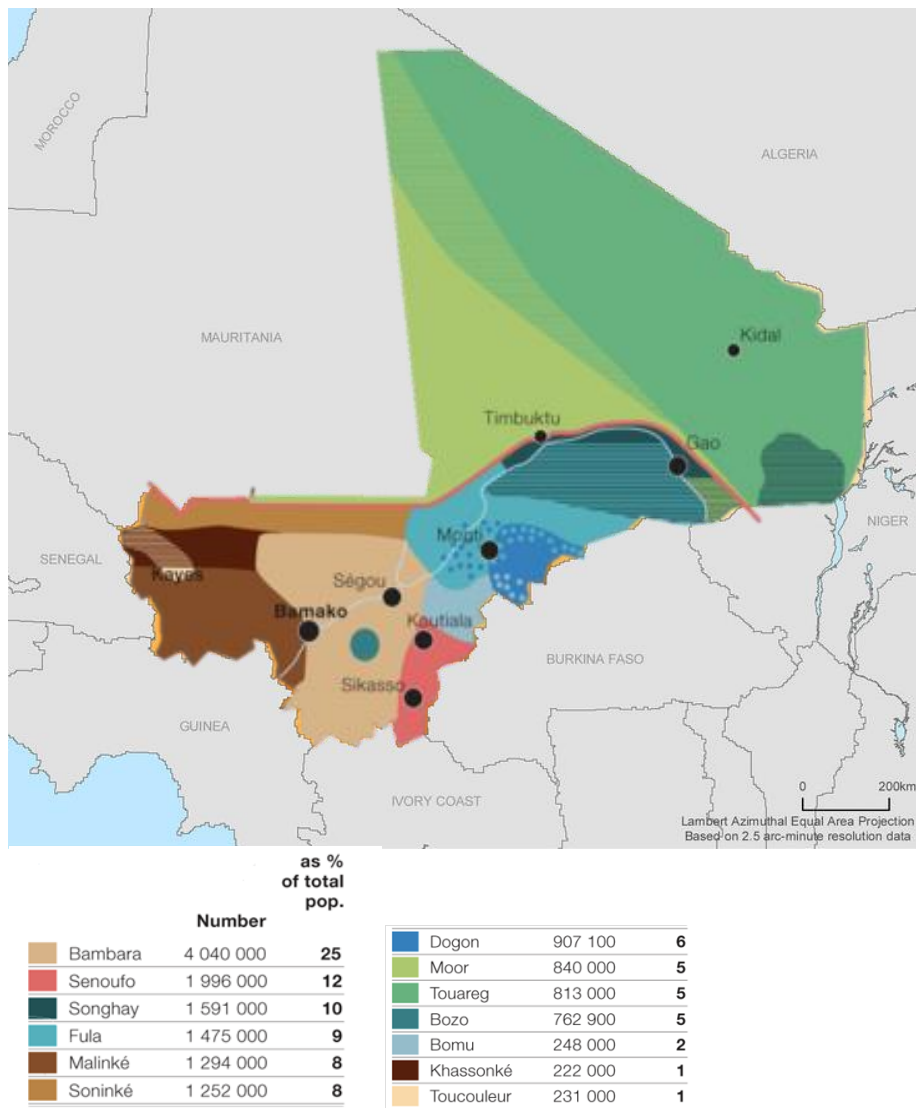 MOROCCO
ALGERIA
MAURITANIA
Kidal
Timbuktu
Gao
NIGER
Mopti
SENEGAL
Kayes
Ségou
Bamako
Koutiala
BURKINA FASO
Sikasso
GUINEA
0 200km
IVORY COAST
Lambert Azimuthal Equal Area Projection
Based on 2.5 arc-minute resolution data
as %
of total
pop.
Number
Bambara 4 040 000 25
Senoufo 1 996 000 12
Songhay 1 591 000 10
Fula 1 475 000 9
Malinké 1 294 000 8
Soninké 1 252 000 8
Dogon 907 100 6
Moor 840 000 5
Touareg 813 000 5
Bozo 762 900 5
Bomu 248 000 2
Khassonké 222 000 1
Toucouleur 231 000 1